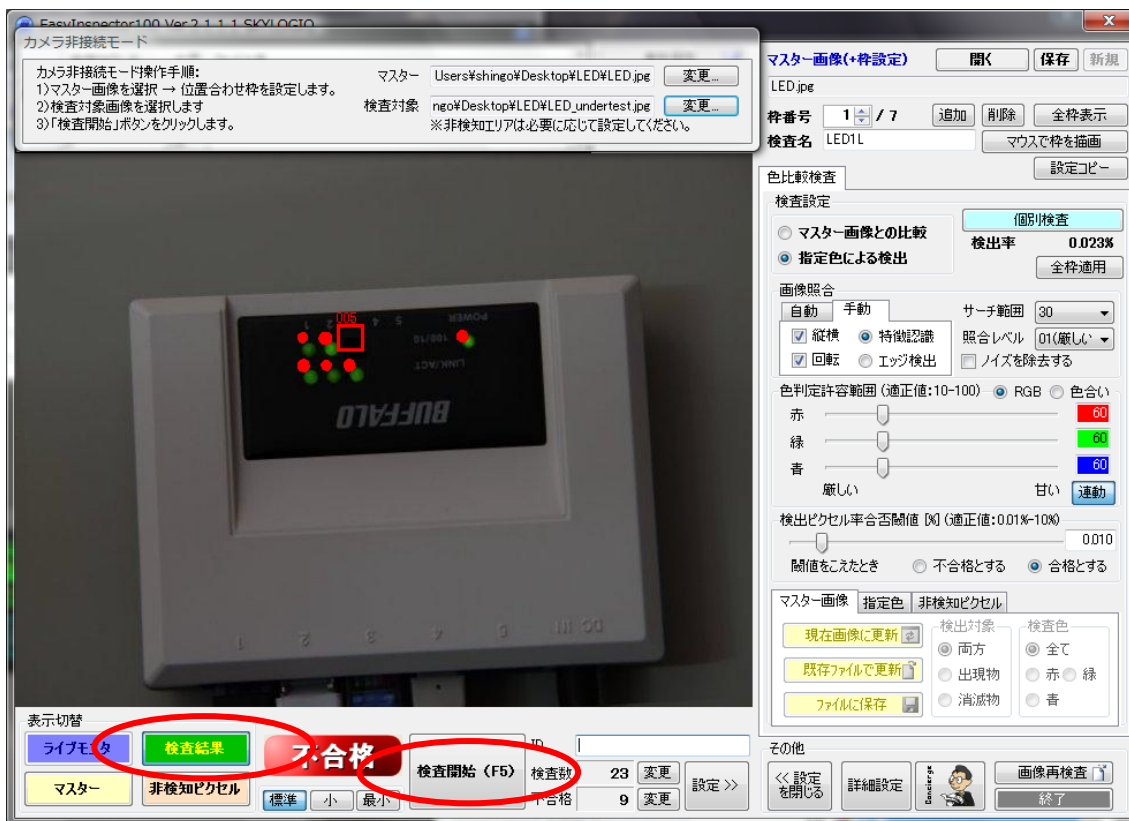 EasyInspector100 Ver.2.1.1.1 SKYLOGIQ
カメラ非接続モード
カメラ非接続モード操作手順:
1)マスター画像を選択 → 位置合わせ枠を設定します。
2)検査対象画像を選択します
3)「検査開始」ボタンをクリックします。
マスター Users¥shingo¥Desktop¥LED¥LED.jpg 変更...
検査対象 ngo¥Desktop¥LED¥LED_undertest.jpg 変更...
※非検知エリアは必要に応じて設定してください。
005
1 2 4 5 POWER
100/10
LINK/ACT
BUFFALO
1 2 3 4 5 DC IN
マスター画像(+枠設定) 開く 保存 新規
LED.jpg
枠番号 1 / 7 追加 削除 全枠表示
検査名 LED1L マウスで枠を描画
設定コピー
色比較検査
検査設定
マスター画像との比較
指定色による検出
個別検査
検出率 0.023%
全枠適用
画像照合
自動 手動
縦横 特徴認識
回転 エッジ検出
サーチ範囲 30
照合レベル 01(厳しい
ノイズを除去する
色判定許容範囲 (適正値:10-100) RGB 色合い
赤 60
緑 60
青 60
厳しい 甘い 連動
検出ピクセル率合否閾値 [%] (適正値:0.01%-10%)
0.010
閾値をこえたとき 不合格とする 合格とする
マスター画像 指定色 非検知ピクセル
現在画像に更新
既存ファイルで更新
ファイルに保存
検出対象
両方
出現物
消滅物
検査色
全て
赤 緑
青
表示切替
ライブモニタ 検査結果
マスター 非検知ピクセル
不合格
標準 小 最小
検査開始 (F5)
ID
検査数 23 変更
不合格 9 変更
設定 >>
その他
<< 設定
を閉じる
詳細設定
Concierge
画像再検査
終了